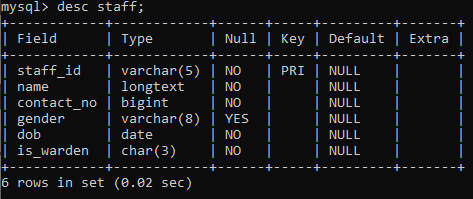 mysql> desc staff;
+------------+------------+------+-----+---------+-------+
| Field      | Type       | Null | Key | Default | Extra |
+------------+------------+------+-----+---------+-------+
| staff_id   | varchar(5) | NO   | PRI | NULL    |       |
| name       | longtext   | NO   |     | NULL    |       |
| contact_no | bigint     | NO   |     | NULL    |       |
| gender     | varchar(8) | YES  |     | NULL    |       |
| dob        | date       | NO   |     | NULL    |       |
| is_warden  | char(3)    | NO   |     | NULL    |       |
+------------+------------+------+-----+---------+-------+
6 rows in set (0.02 sec)